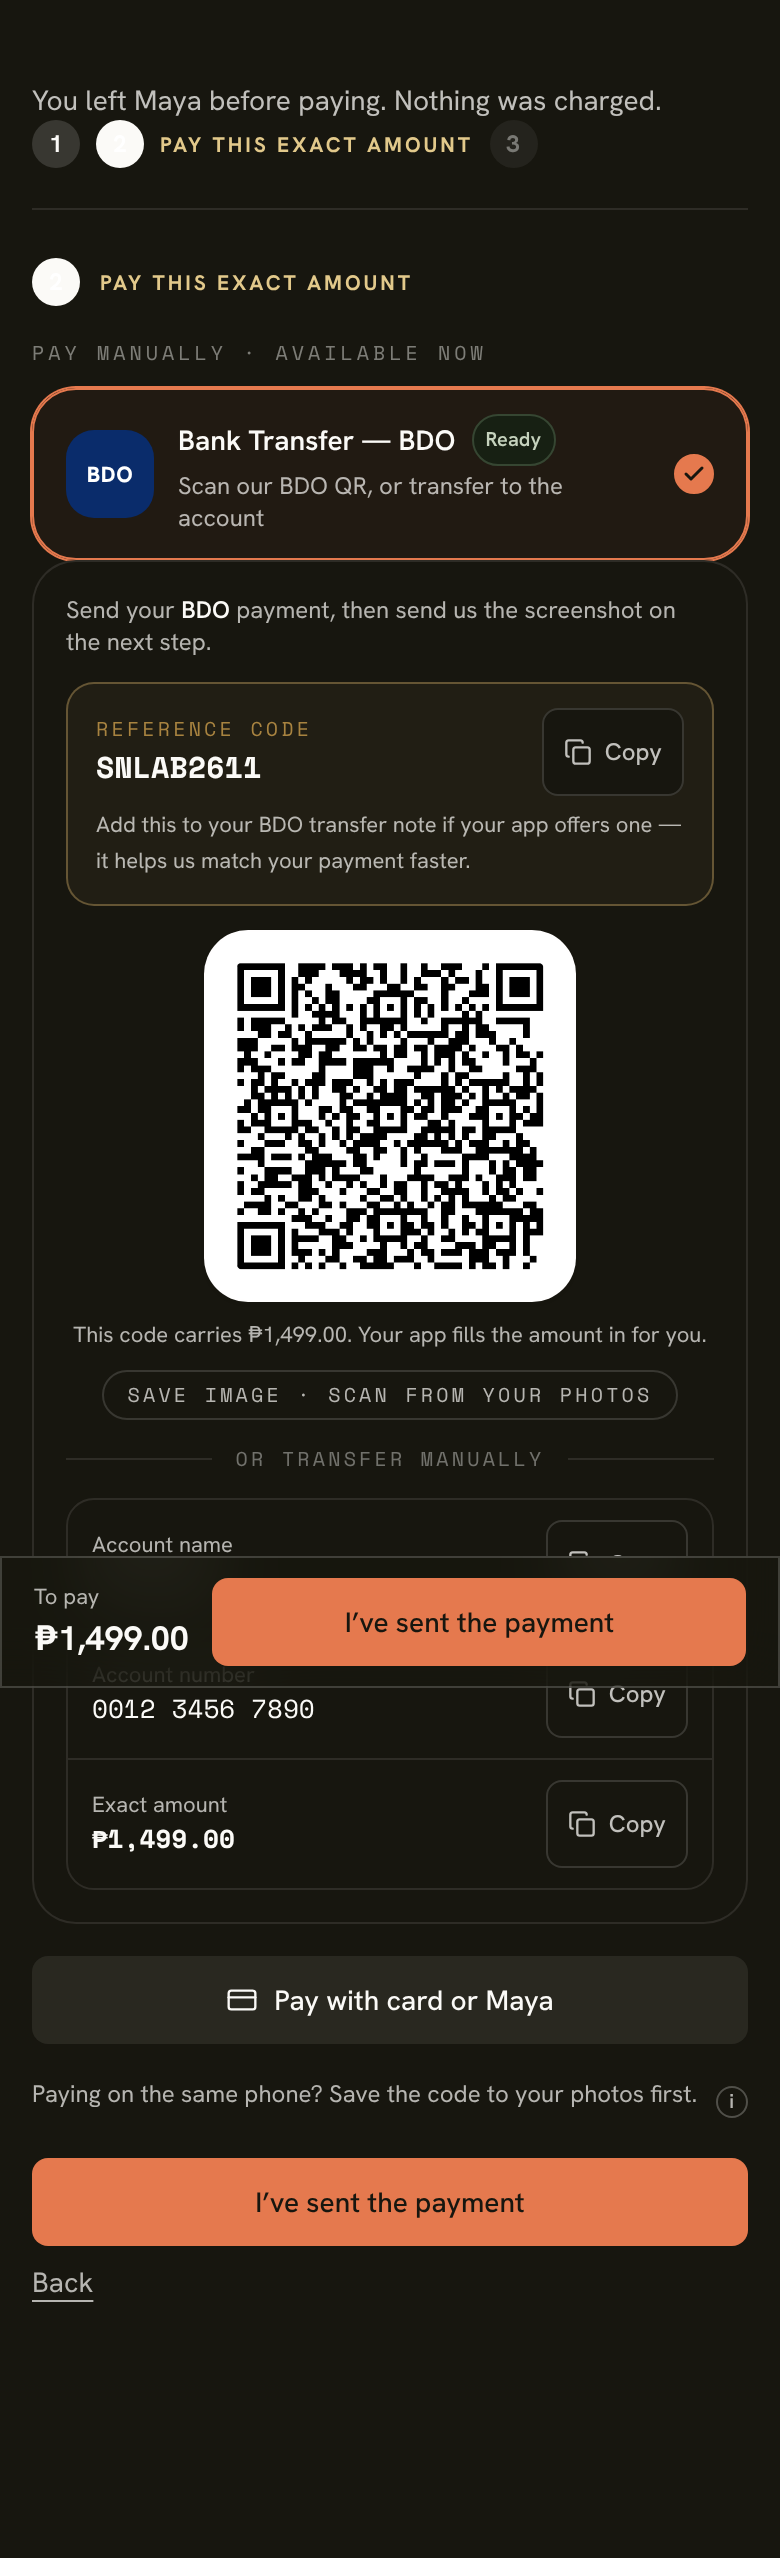 You left Maya before paying. Nothing was charged.
1 2 PAY THIS EXACT AMOUNT 3
2 PAY THIS EXACT AMOUNT
PAY MANUALLY · AVAILABLE NOW
BDO
Bank Transfer — BDO Ready
Scan our BDO QR, or transfer to the
account
Send your BDO payment, then send us the screenshot on
the next step.
REFERENCE CODE
SNLAB2611
Copy
Add this to your BDO transfer note if your app offers one —
it helps us match your payment faster.
This code carries ₱1,499.00. Your app fills the amount in for you.
SAVE IMAGE · SCAN FROM YOUR PHOTOS
OR TRANSFER MANUALLY
Account name
To pay
₱1,499.00
I’ve sent the payment
Account number
0012 3456 7890
Copy
Exact amount
₱1,499.00
Copy
Pay with card or Maya
Paying on the same phone? Save the code to your photos first.
i
I’ve sent the payment
Back